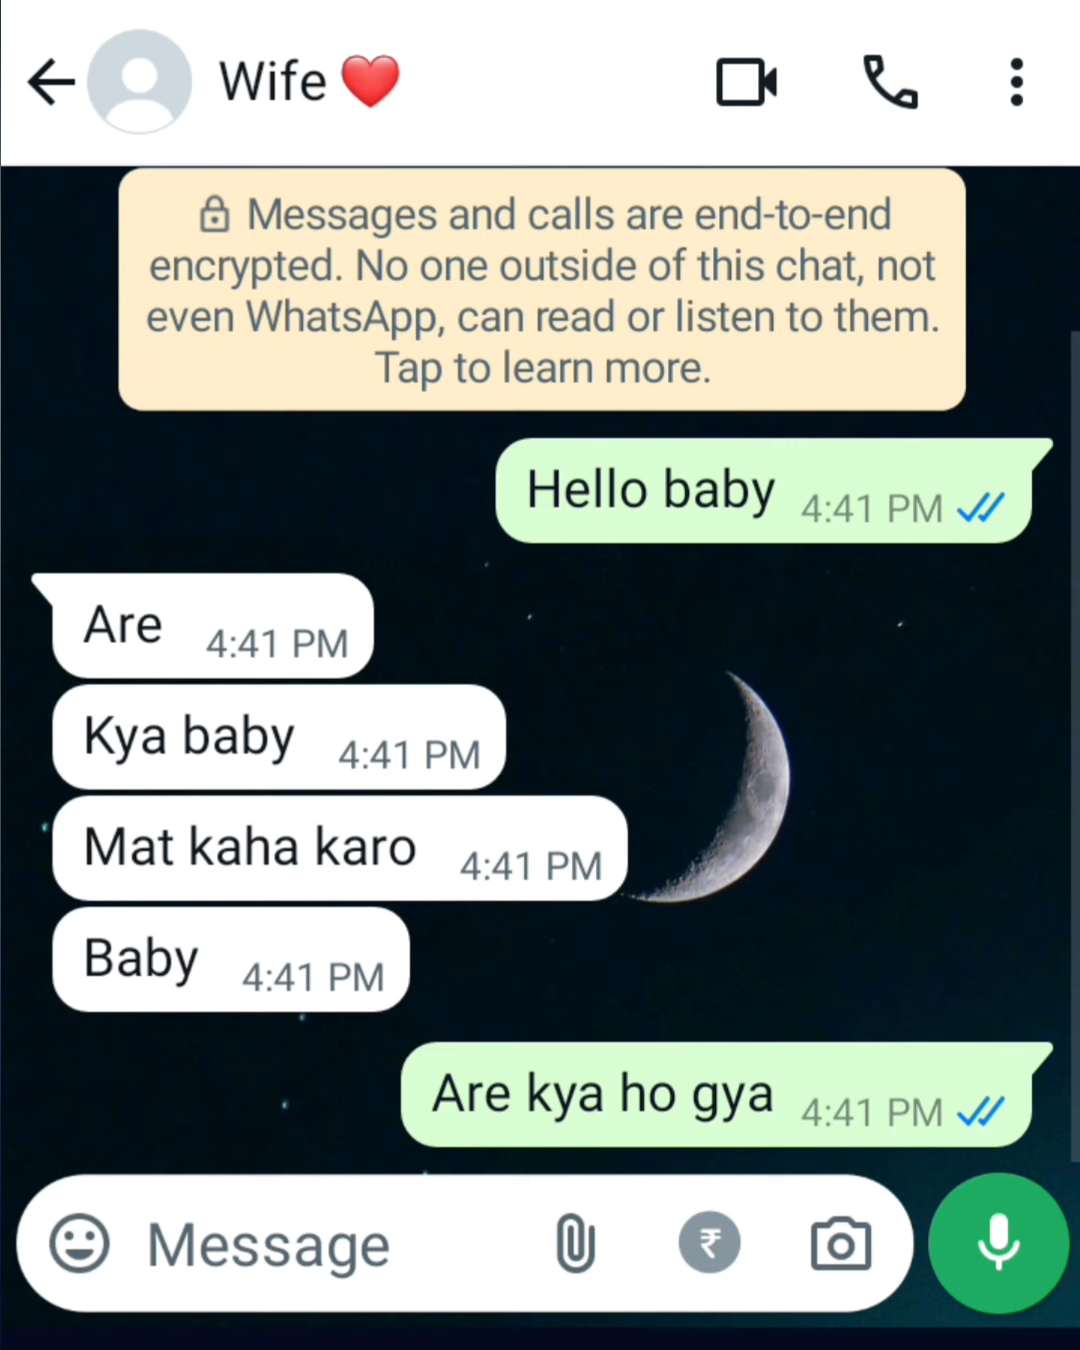 Wife ❤️
Messages and calls are end-to-end
encrypted. No one outside of this chat, not
even WhatsApp, can read or listen to them.
Tap to learn more.
Hello baby 4:41 PM
Are 4:41 PM
Kya baby 4:41 PM
Mat kaha karo 4:41 PM
Baby 4:41 PM
Are kya ho gya 4:41 PM
Message ₹